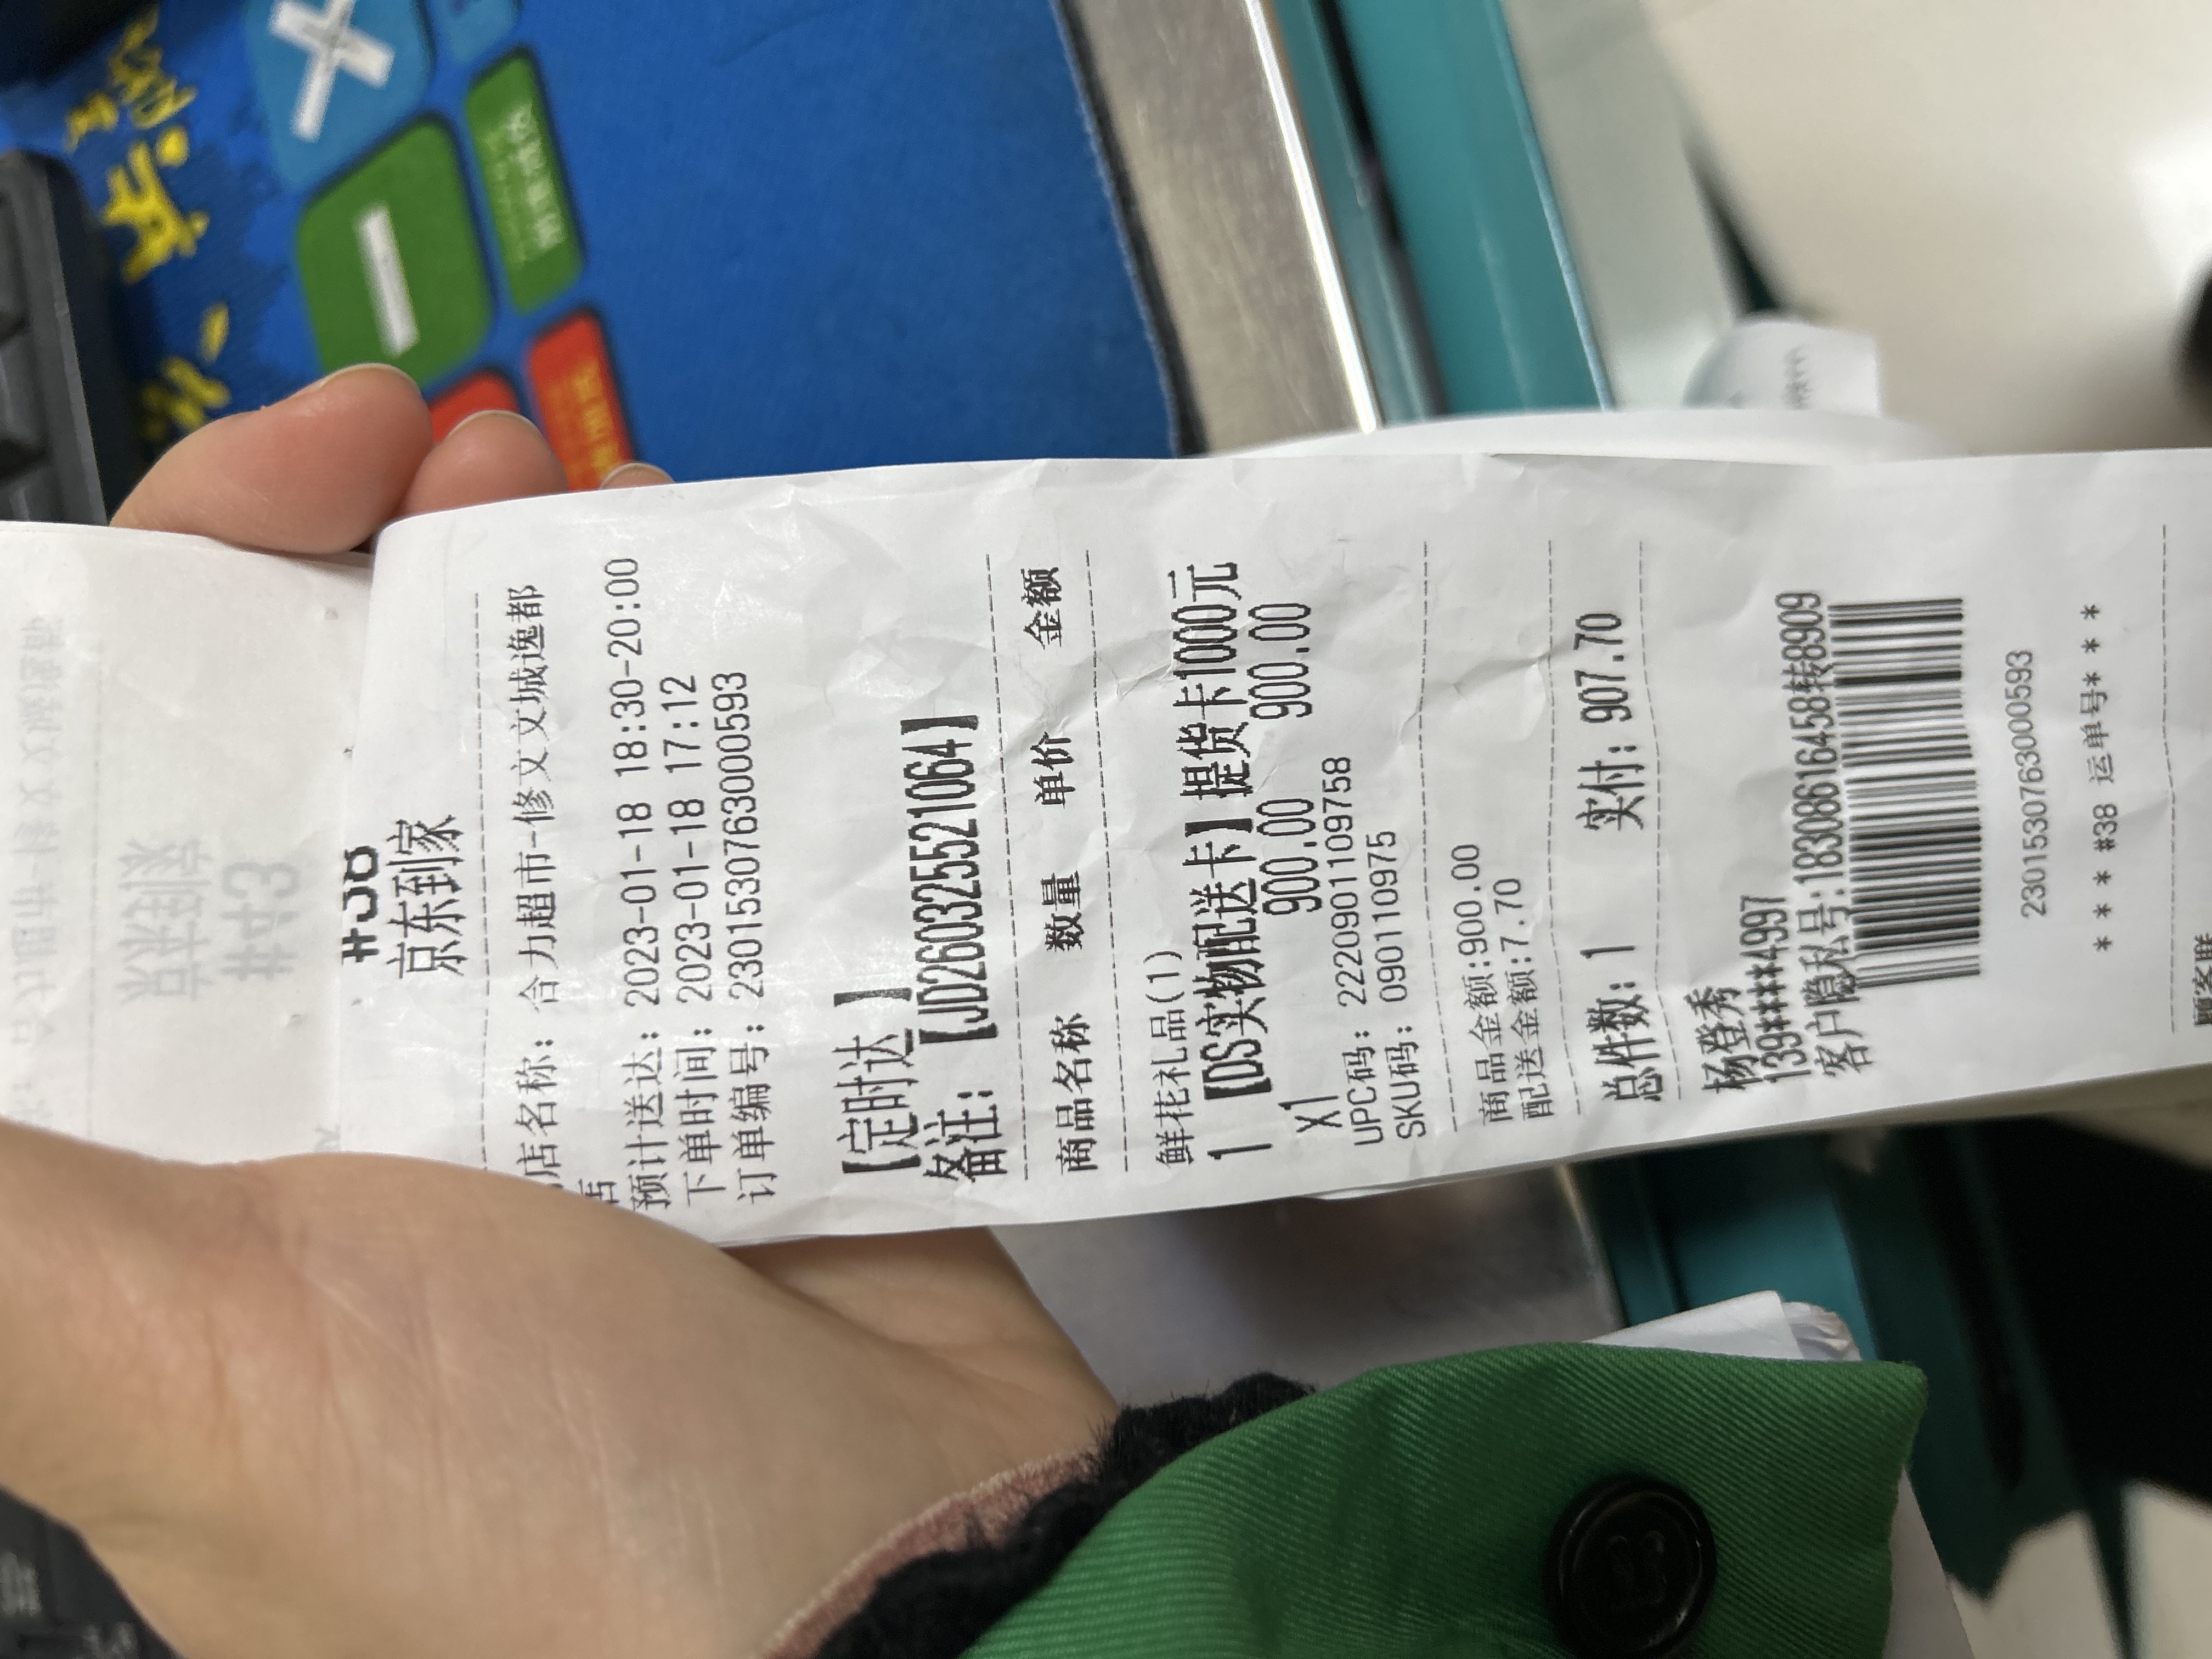 #38
京东到家
店名称: 合力超市-修文文城逸都
店
预计送达: 2023-01-18 18:30-20:00
下单时间: 2023-01-18 17:12
订单编号: 2301530763000593
【定时达 】
备注: 【JD260325521064】
商品名称 数量 单价 金额
鲜花礼品(1)
1 【DS实物配送卡】提货卡1000元
X1 900.00 900.00
UPC码: 2220901109758
SKU码: 090110975
商品金额:900.00
配送金额:7.70
总件数: 1 实付: 907.70
杨登秀
139****4997
客户隐私号:18308616458转8909
2301530763000593
* * * *#38 运单号* * * *
顾客联